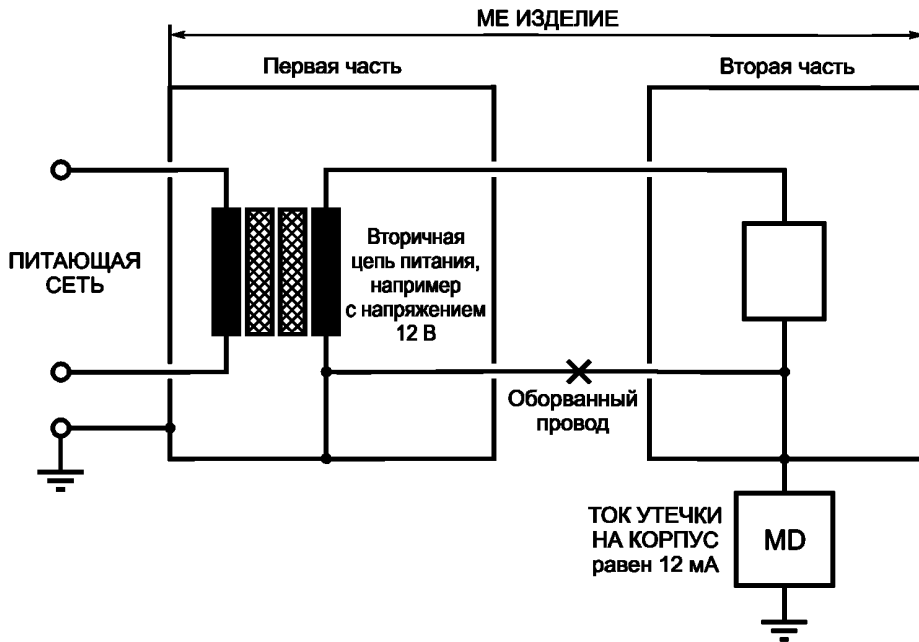 МЕ ИЗДЕЛИЕ
Первая часть
Вторая часть
ПИТАЮЩАЯ
СЕТЬ
Вторичная
цепь питания,
например
с напряжением
12 В
Оборванный
провод
ТОК УТЕЧКИ
НА КОРПУС
равен 12 мА
MD